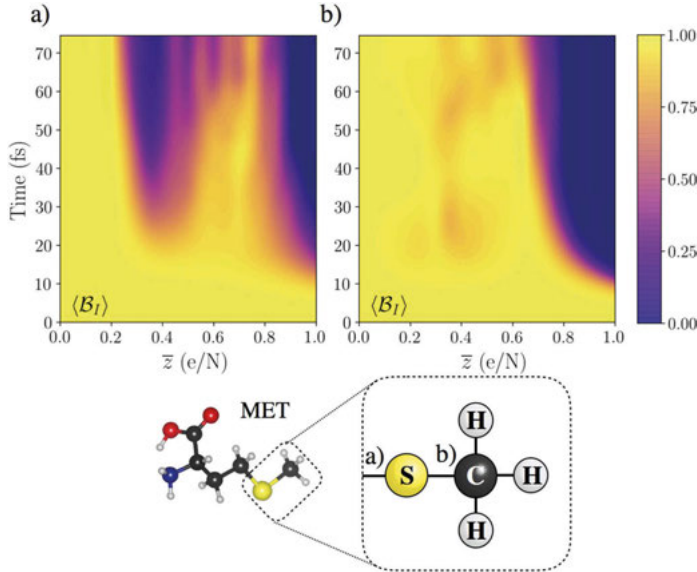 a) b)
70 70 1.00
60 60
50 50 0.75
40 40 0.50
30 30
20 20 0.25
10 10
0 0 0.00
Time (fs)
⟨𝓑_I⟩ ⟨𝓑_I⟩
0.0 0.2 0.4 0.6 0.8 1.0 0.0 0.2 0.4 0.6 0.8 1.0
z̅ (e/N) z̅ (e/N)
MET
H
a) S b) C H
H